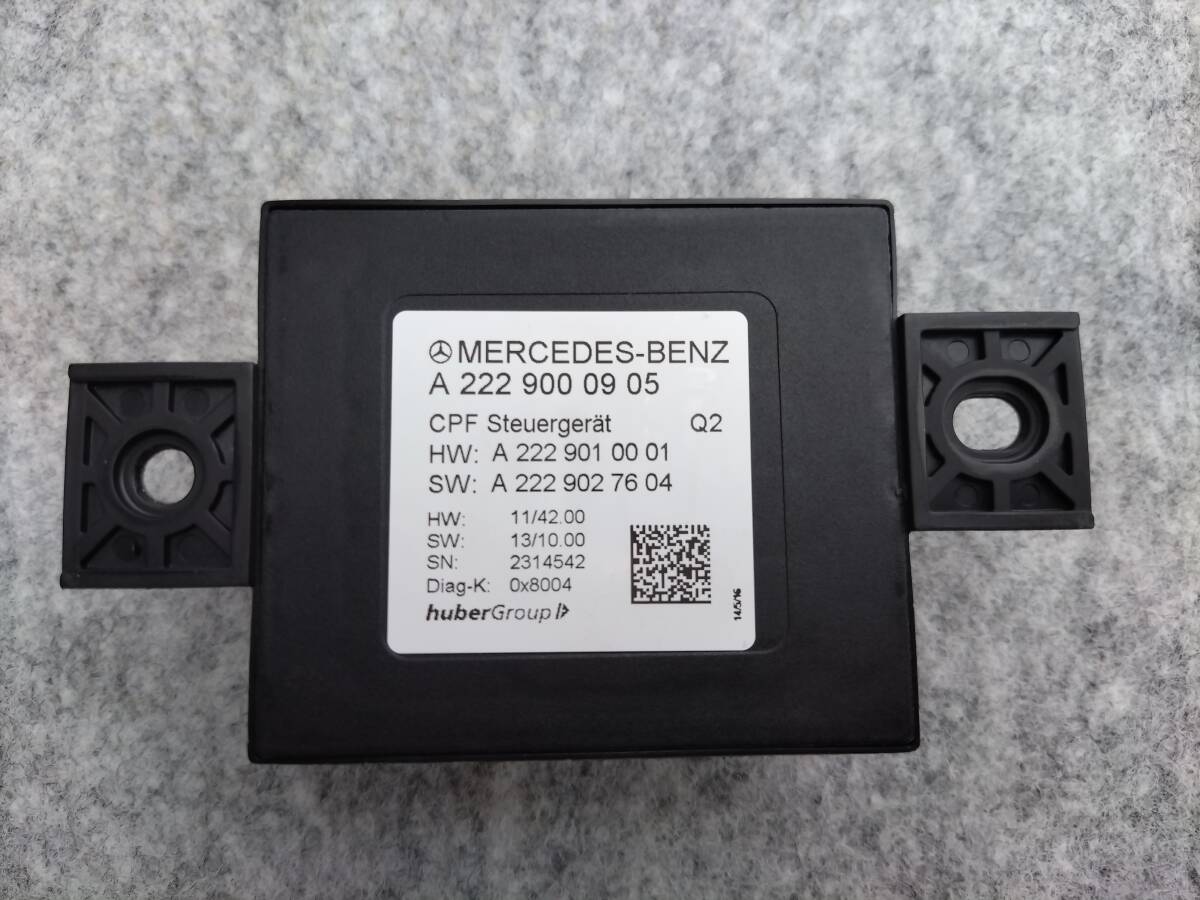 MERCEDES-BENZ
A 222 900 09 05
CPF Steuergerät Q2
HW: A 222 901 00 01
SW: A 222 902 76 04
HW: 11/42.00
SW: 13/10.00
SN: 2314542
Diag-K: 0x8004
huberGroup
14/5/16